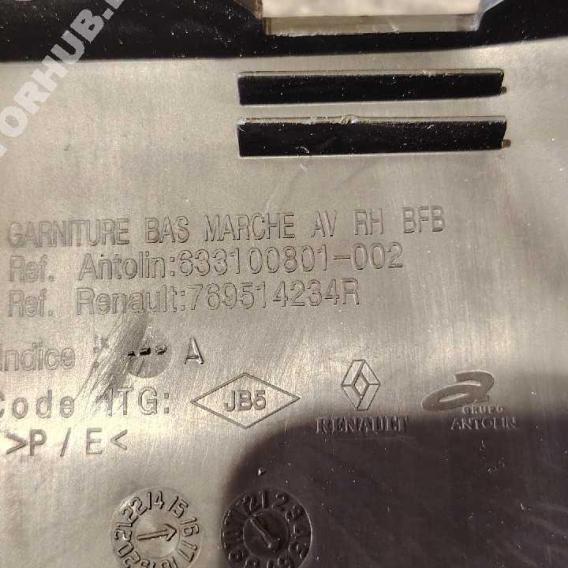 GARNITURE BAS MARCHE AV RH BFB
Ref. Antolin:633100801-002
Ref. Renault:769514234R
Indice : --- A
Code ITG: JB5
RENAULT
GRUPO
ANTOLIN
>P/E<